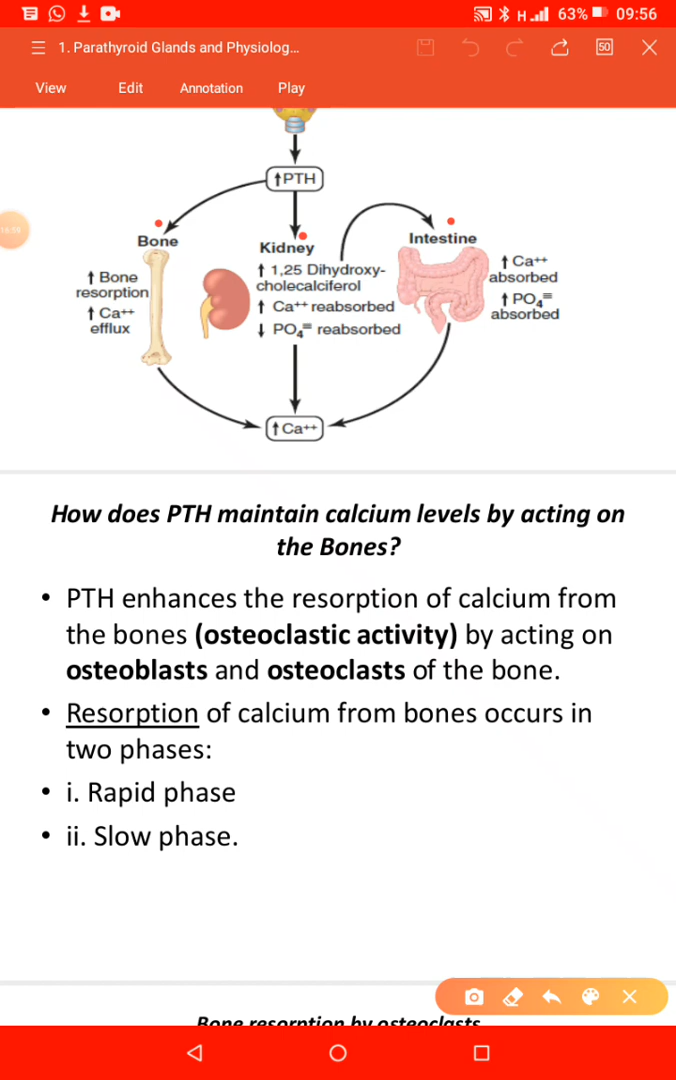 H 63% 09:56
1. Parathyroid Glands and Physiolog...
50
View Edit Annotation Play
↑PTH
Bone
↑ Bone
resorption
↑ Ca++
efflux
Kidney
↑ 1,25 Dihydroxy-
cholecalciferol
↑ Ca++ reabsorbed
↓ PO4= reabsorbed
Intestine
↑ Ca++
absorbed
↑ PO4=
absorbed
↑Ca++
How does PTH maintain calcium levels by acting on
the Bones?
• PTH enhances the resorption of calcium from
the bones (osteoclastic activity) by acting on
osteoblasts and osteoclasts of the bone.
• Resorption of calcium from bones occurs in
two phases:
• i. Rapid phase
• ii. Slow phase.
Bone resorption by osteoclasts